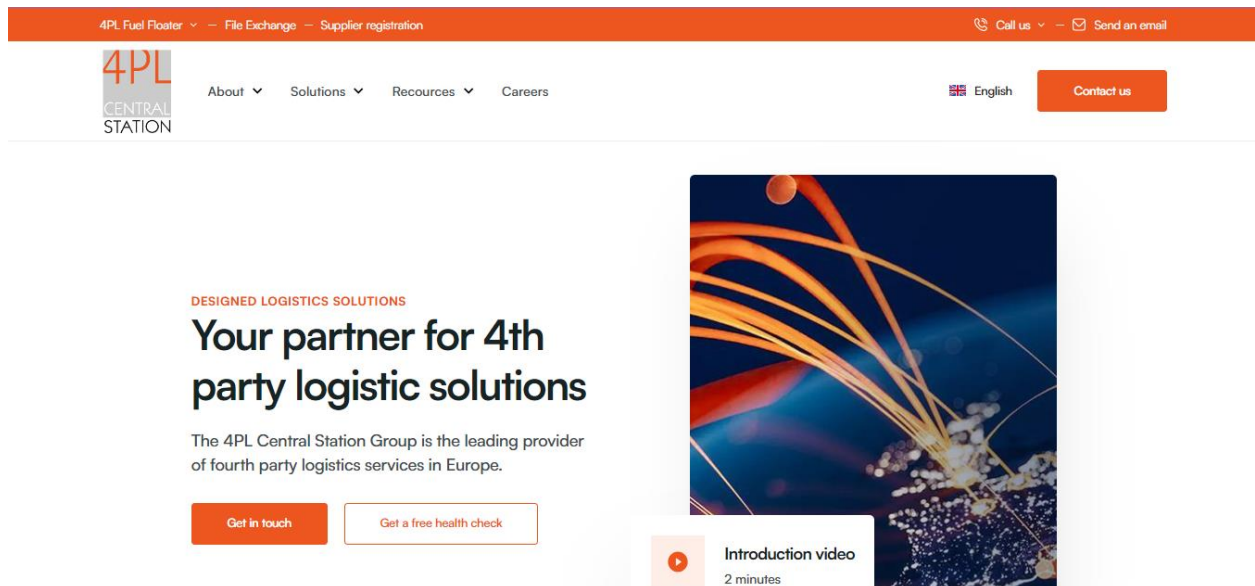 4PL Fuel Floater — File Exchange — Supplier registration
Call us — Send an email
4PL
CENTRAL
STATION
About Solutions Recources Careers
English
Contact us
DESIGNED LOGISTICS SOLUTIONS
Your partner for 4th
party logistic solutions
The 4PL Central Station Group is the leading provider
of fourth party logistics services in Europe.
Get in touch
Get a free health check
Introduction video
2 minutes